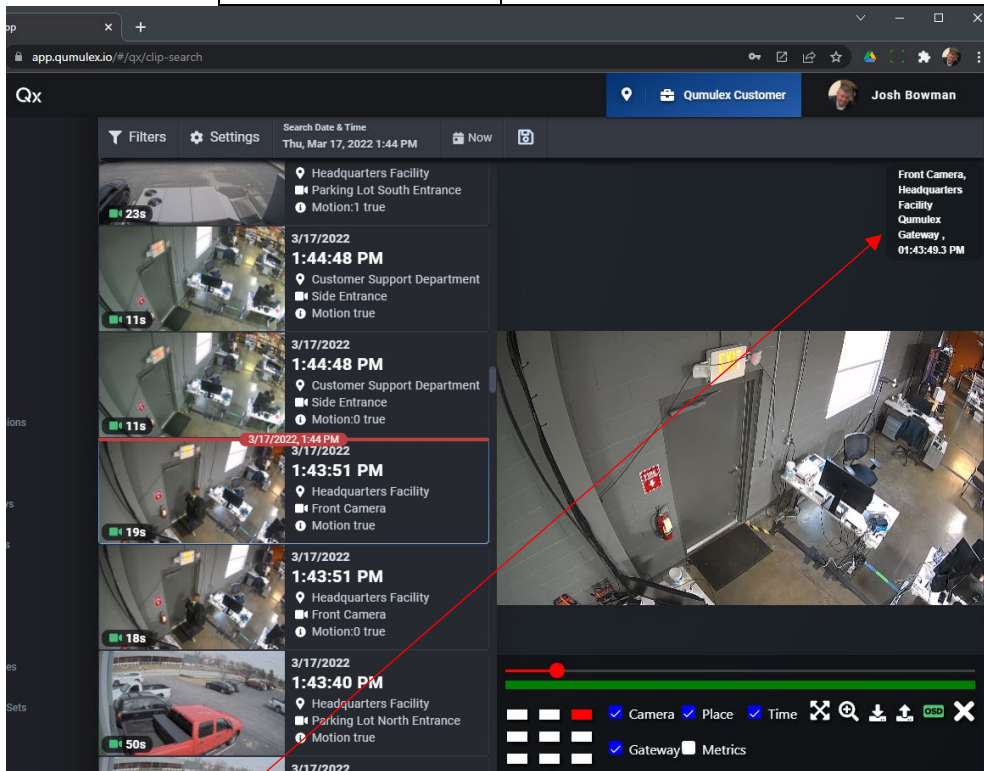 op
app.qumulex.io/#/qx/clip-search
Qx
Qumulex Customer
Josh Bowman
Filters
Settings
Search Date & Time
Thu, Mar 17, 2022 1:44 PM
Now
Headquarters Facility
Parking Lot South Entrance
Motion:1 true
23s
3/17/2022
1:44:48 PM
Customer Support Department
Side Entrance
Motion true
11s
3/17/2022
1:44:48 PM
Customer Support Department
Side Entrance
Motion:0 true
11s
3/17/2022, 1:44 PM
3/17/2022
1:43:51 PM
Headquarters Facility
Front Camera
Motion true
19s
3/17/2022
1:43:51 PM
Headquarters Facility
Front Camera
Motion:0 true
18s
3/17/2022
1:43:40 PM
Headquarters Facility
Parking Lot North Entrance
Motion true
50s
3/17/2022
ions
ys
s
es
Sets
Front Camera,
Headquarters
Facility
Qumulex
Gateway ,
01:43:49.3 PM
EXIT
FIRE
Camera
Place
Time
OSD
Gateway
Metrics